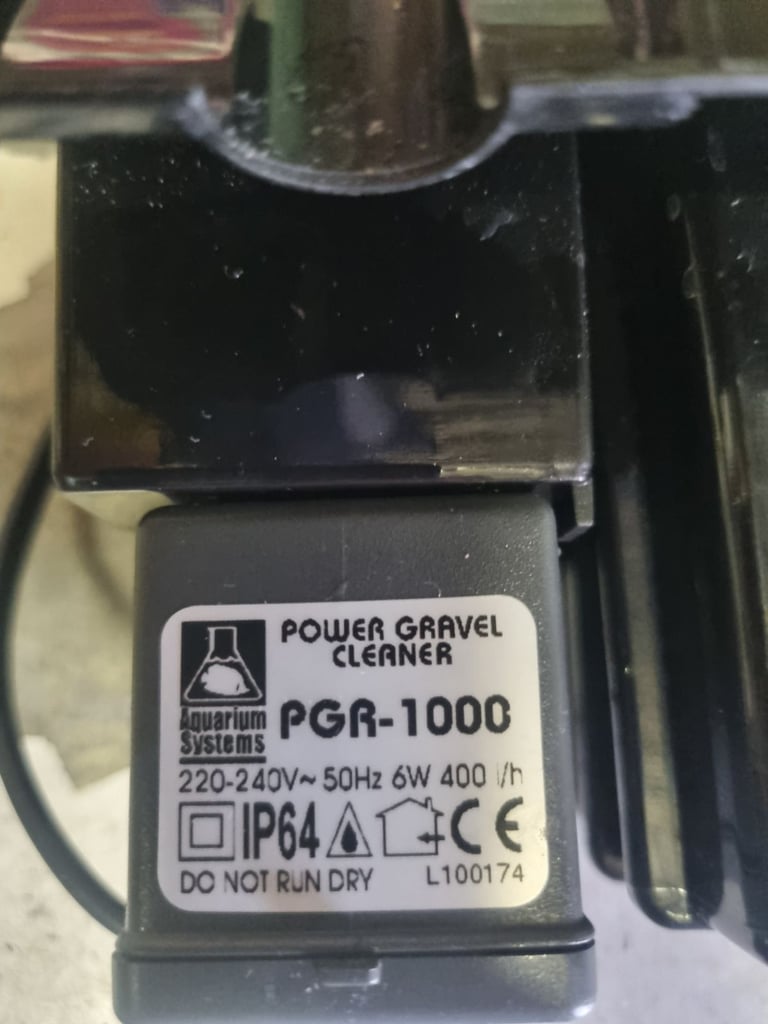 POWER GRAVEL
CLEANER
Aquarium
Systems
PGR-1000
220-240V~ 50Hz 6W 400 l/h
IP64
CE
DO NOT RUN DRY
L100174